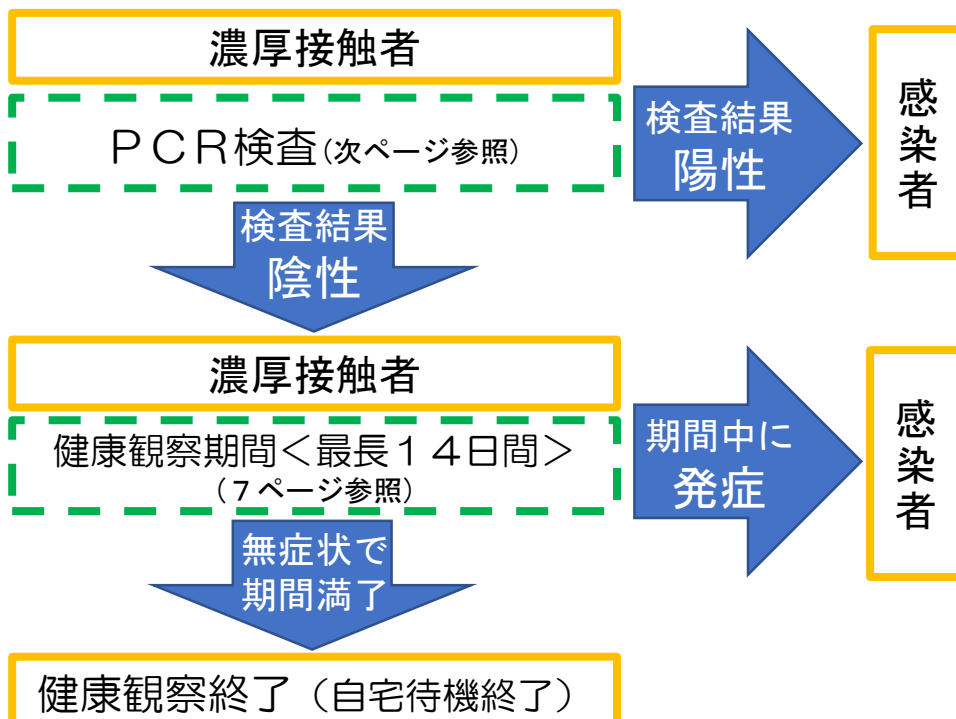 濃厚接触者
ＰＣＲ検査(次ページ参照)
検査結果
陽性
感染者
検査結果
陰性
濃厚接触者
健康観察期間＜最長１４日間＞
（７ページ参照）
期間中に
発症
感染者
無症状で
期間満了
健康観察終了（自宅待機終了）